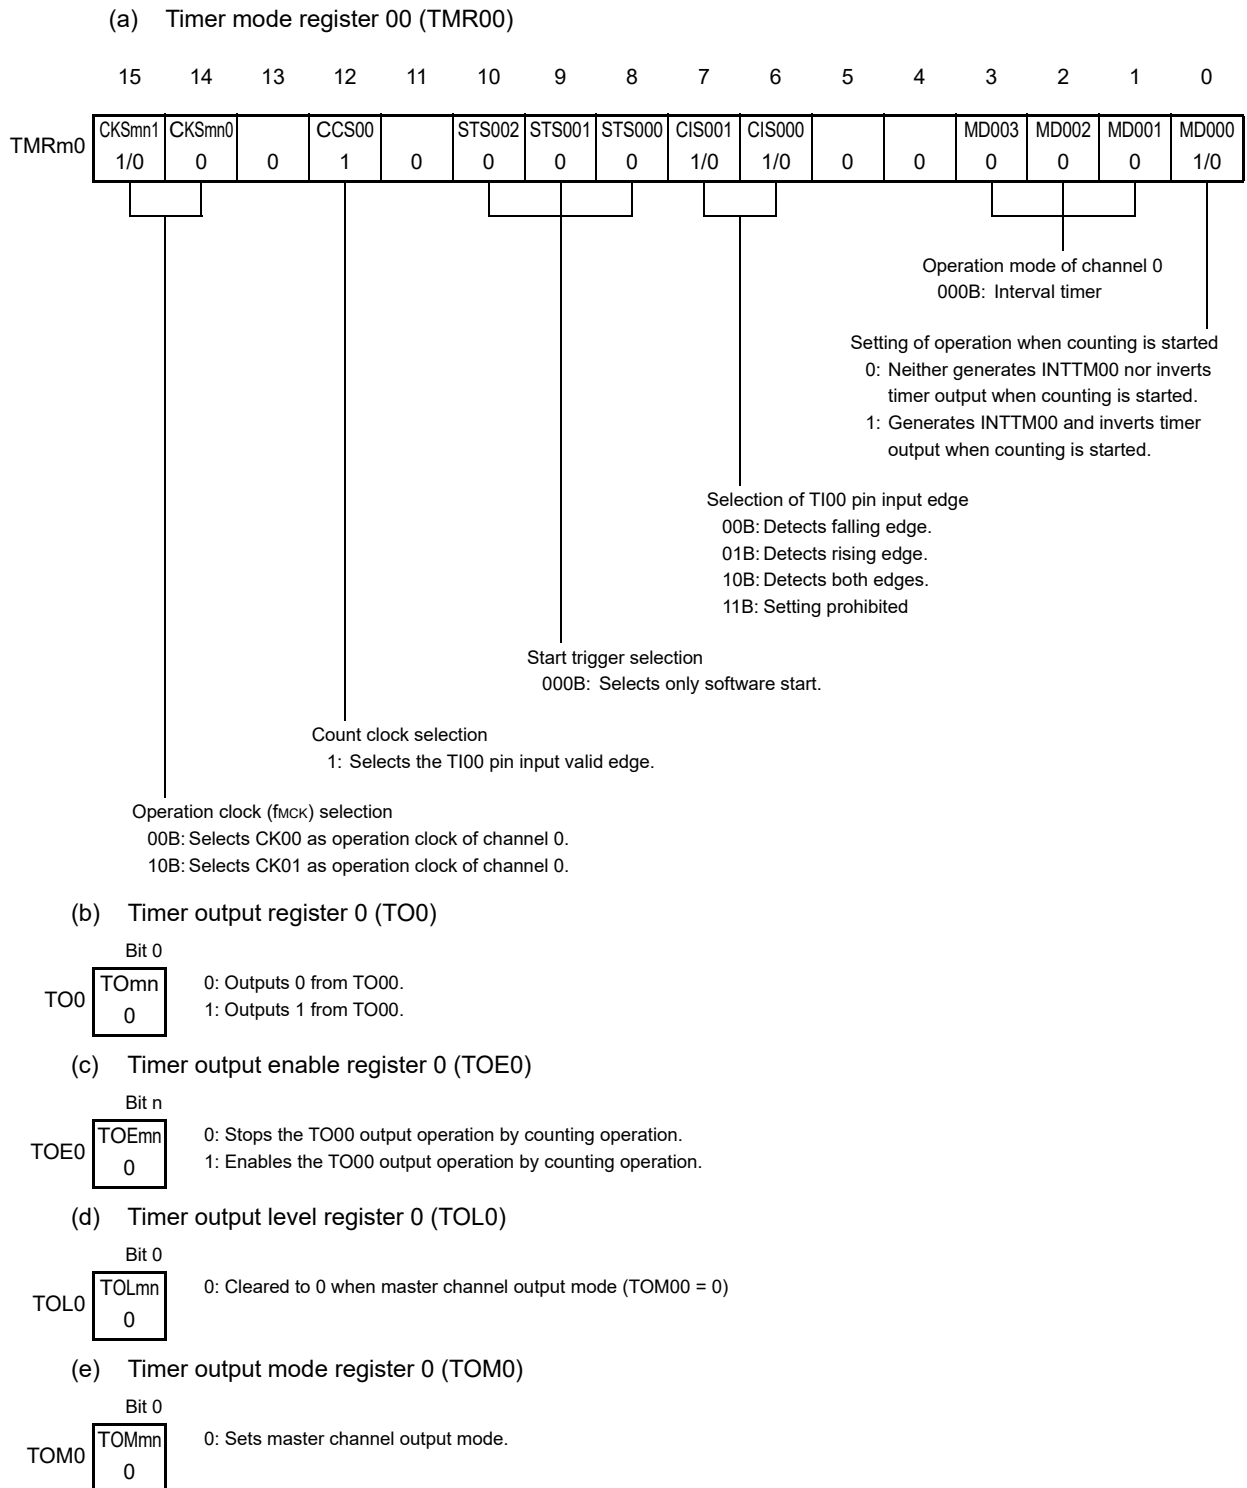 (a) Timer mode register 00 (TMR00)
15 14 13 12 11 10 9 8 7 6 5 4 3 2 1 0
TMRm0
CKSmn1 CKSmn0 CCS00 STS002 STS001 STS000 CIS001 CIS000 MD003 MD002 MD001 MD000
1/0 0 0 1 0 0 0 0 1/0 1/0 0 0 0 0 0 1/0
Operation mode of channel 0
000B: Interval timer
Setting of operation when counting is started
0: Neither generates INTTM00 nor inverts
timer output when counting is started.
1: Generates INTTM00 and inverts timer
output when counting is started.
Selection of TI00 pin input edge
00B: Detects falling edge.
01B: Detects rising edge.
10B: Detects both edges.
11B: Setting prohibited
Start trigger selection
000B: Selects only software start.
Count clock selection
1: Selects the TI00 pin input valid edge.
Operation clock (fMCK) selection
00B: Selects CK00 as operation clock of channel 0.
10B: Selects CK01 as operation clock of channel 0.
(b) Timer output register 0 (TO0)
Bit 0
TO0
TOmn
0
0: Outputs 0 from TO00.
1: Outputs 1 from TO00.
(c) Timer output enable register 0 (TOE0)
Bit n
TOE0
TOEmn
0
0: Stops the TO00 output operation by counting operation.
1: Enables the TO00 output operation by counting operation.
(d) Timer output level register 0 (TOL0)
Bit 0
TOL0
TOLmn
0
0: Cleared to 0 when master channel output mode (TOM00 = 0)
(e) Timer output mode register 0 (TOM0)
Bit 0
TOM0
TOMmn
0
0: Sets master channel output mode.